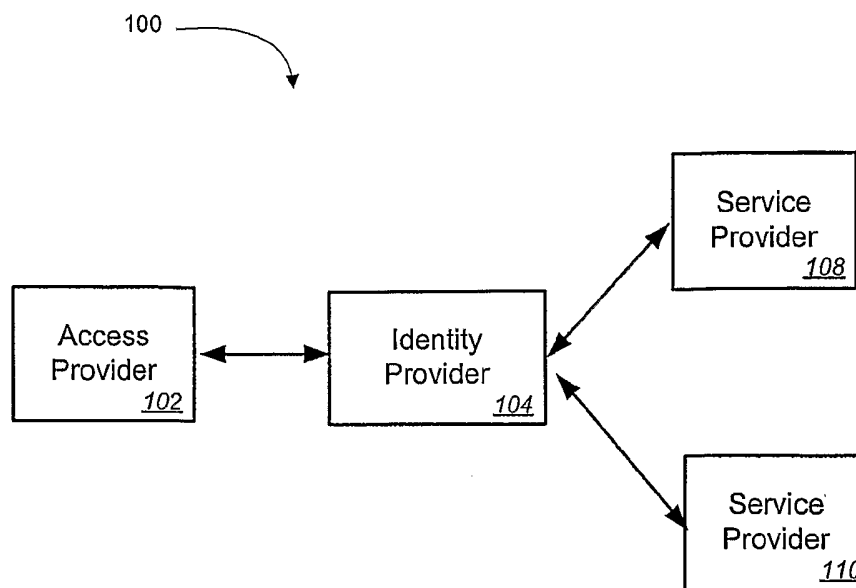 100
Service
Provider
108
Access
Provider
102
Identity
Provider
104
Service
Provider
110